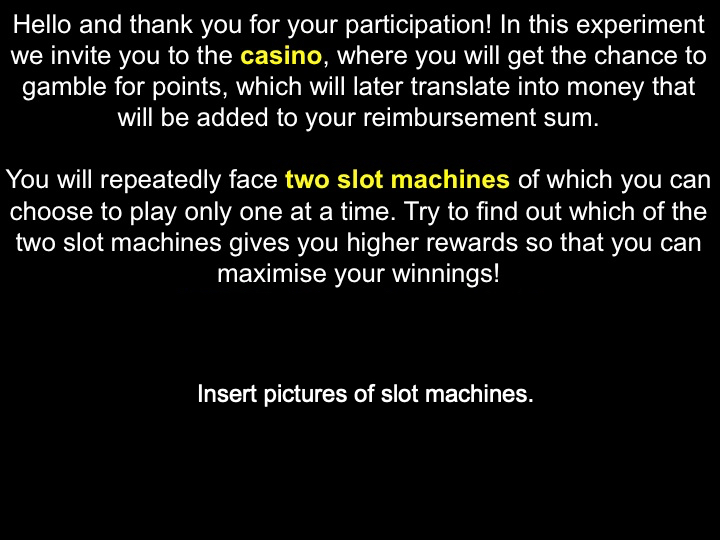 Hello and thank you for your participation! In this experiment
we invite you to the casino, where you will get the chance to
gamble for points, which will later translate into money that
will be added to your reimbursement sum.
You will repeatedly face two slot machines of which you can
choose to play only one at a time. Try to find out which of the
two slot machines gives you higher rewards so that you can
maximise your winnings!
Insert pictures of slot machines.